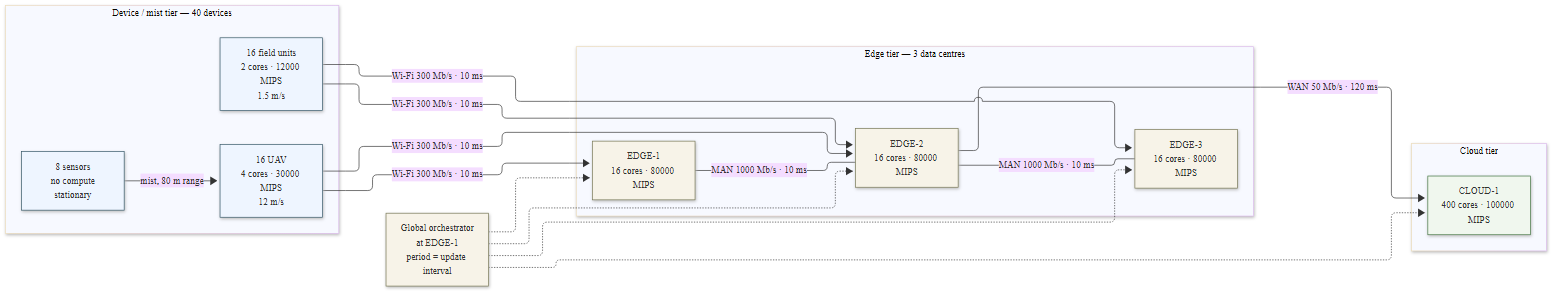 Device / mist tier — 40 devices
16 field units
2 cores · 12000
MIPS
1.5 m/s
8 sensors
no compute
stationary
mist, 80 m range
16 UAV
4 cores · 30000
MIPS
12 m/s
Wi-Fi 300 Mb/s · 10 ms
Wi-Fi 300 Mb/s · 10 ms
Wi-Fi 300 Mb/s · 10 ms
Wi-Fi 300 Mb/s · 10 ms
Global orchestrator
at EDGE-1
period = update
interval
Edge tier — 3 data centres
EDGE-1
16 cores · 80000
MIPS
MAN 1000 Mb/s · 10 ms
EDGE-2
16 cores · 80000
MIPS
MAN 1000 Mb/s · 10 ms
EDGE-3
16 cores · 80000
MIPS
WAN 50 Mb/s · 120 ms
Cloud tier
CLOUD-1
400 cores · 100000
MIPS